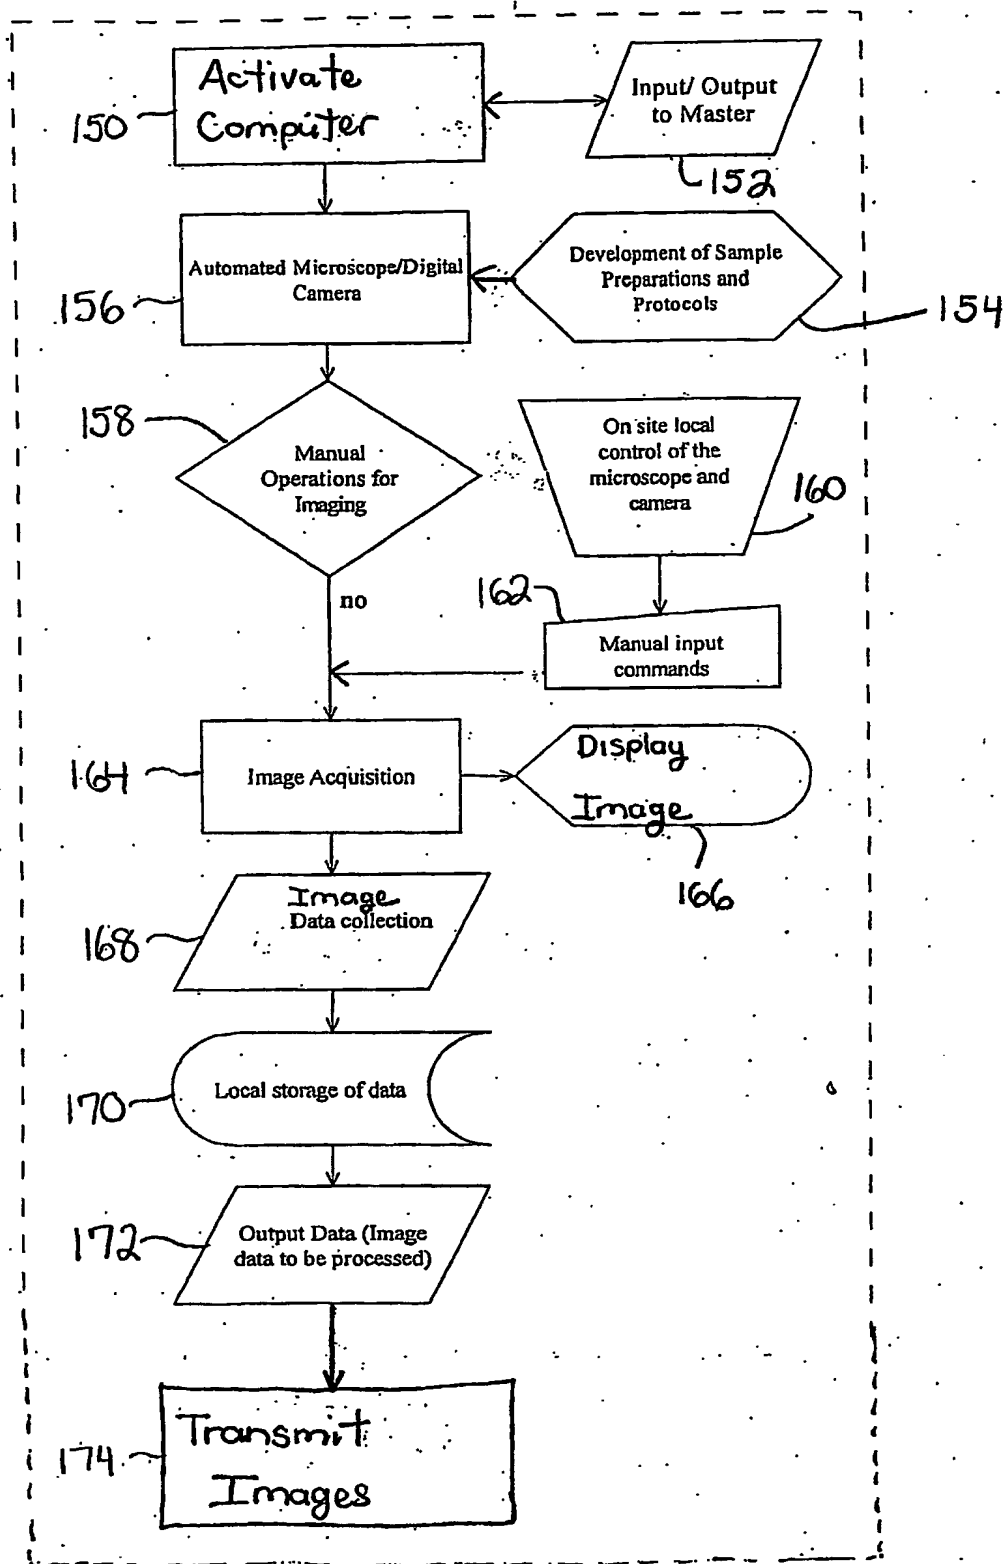 Activate
Computer
150
Input/ Output
to Master
152
Automated Microscope/Digital
Camera
156
Development of Sample
Preparations and
Protocols
154
158
Manual
Operations for
Imaging
On site local
control of the
microscope and
camera
160
no
162
Manual input
commands
164
Image Acquisition
Display
Image
166
Image
Data collection
168
170
Local storage of data
172
Output Data (Image
data to be processed)
174
Transmit
Images